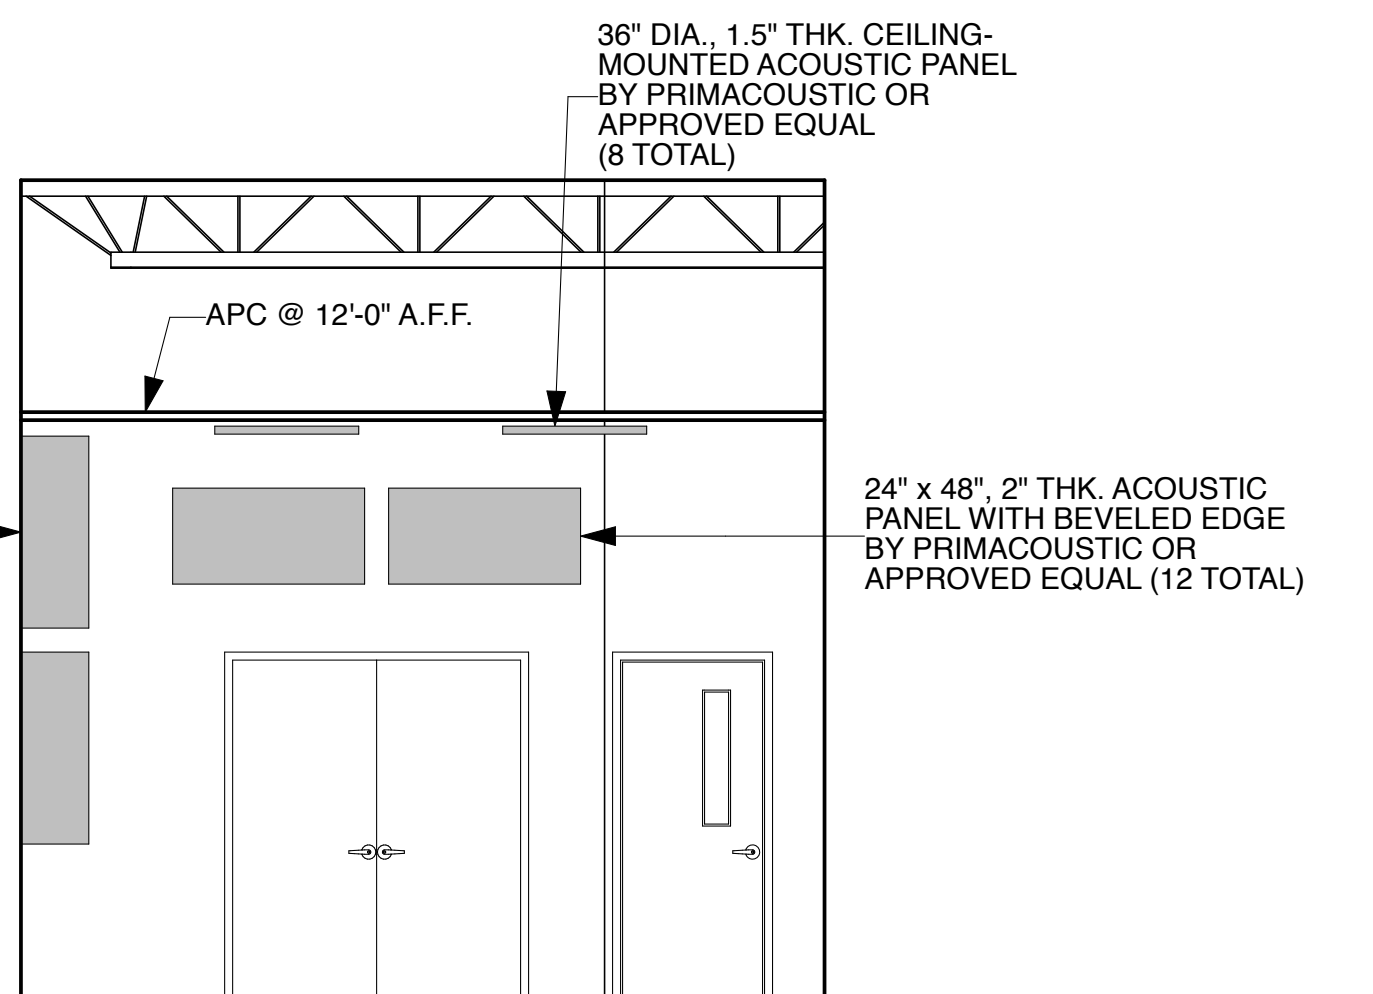 36" DIA., 1.5" THK. CEILING-
MOUNTED ACOUSTIC PANEL
BY PRIMACOUSTIC OR
APPROVED EQUAL
(8 TOTAL)
APC @ 12'-0" A.F.F.
24" x 48", 2" THK. ACOUSTIC
PANEL WITH BEVELED EDGE
BY PRIMACOUSTIC OR
APPROVED EQUAL (12 TOTAL)